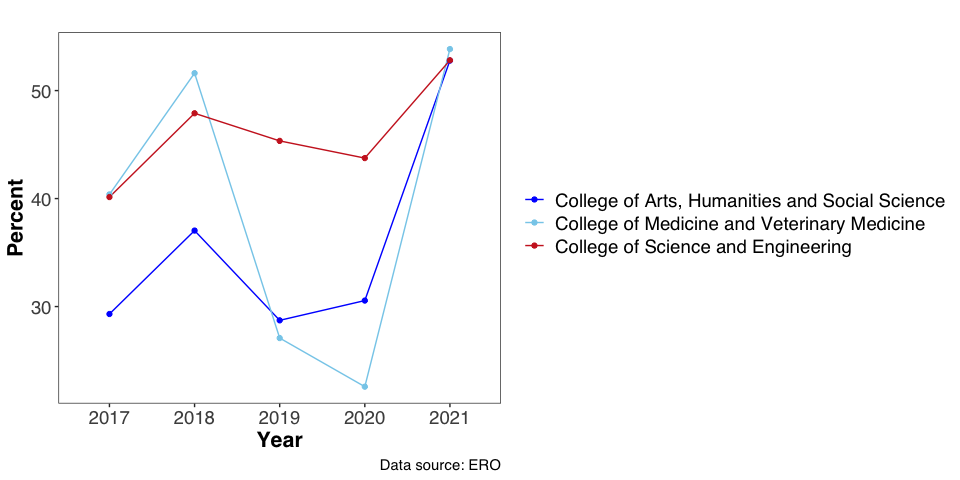 50
40
30
Percent
2017 2018 2019 2020 2021
Year
Data source: ERO
College of Arts, Humanities and Social Science
College of Medicine and Veterinary Medicine
College of Science and Engineering